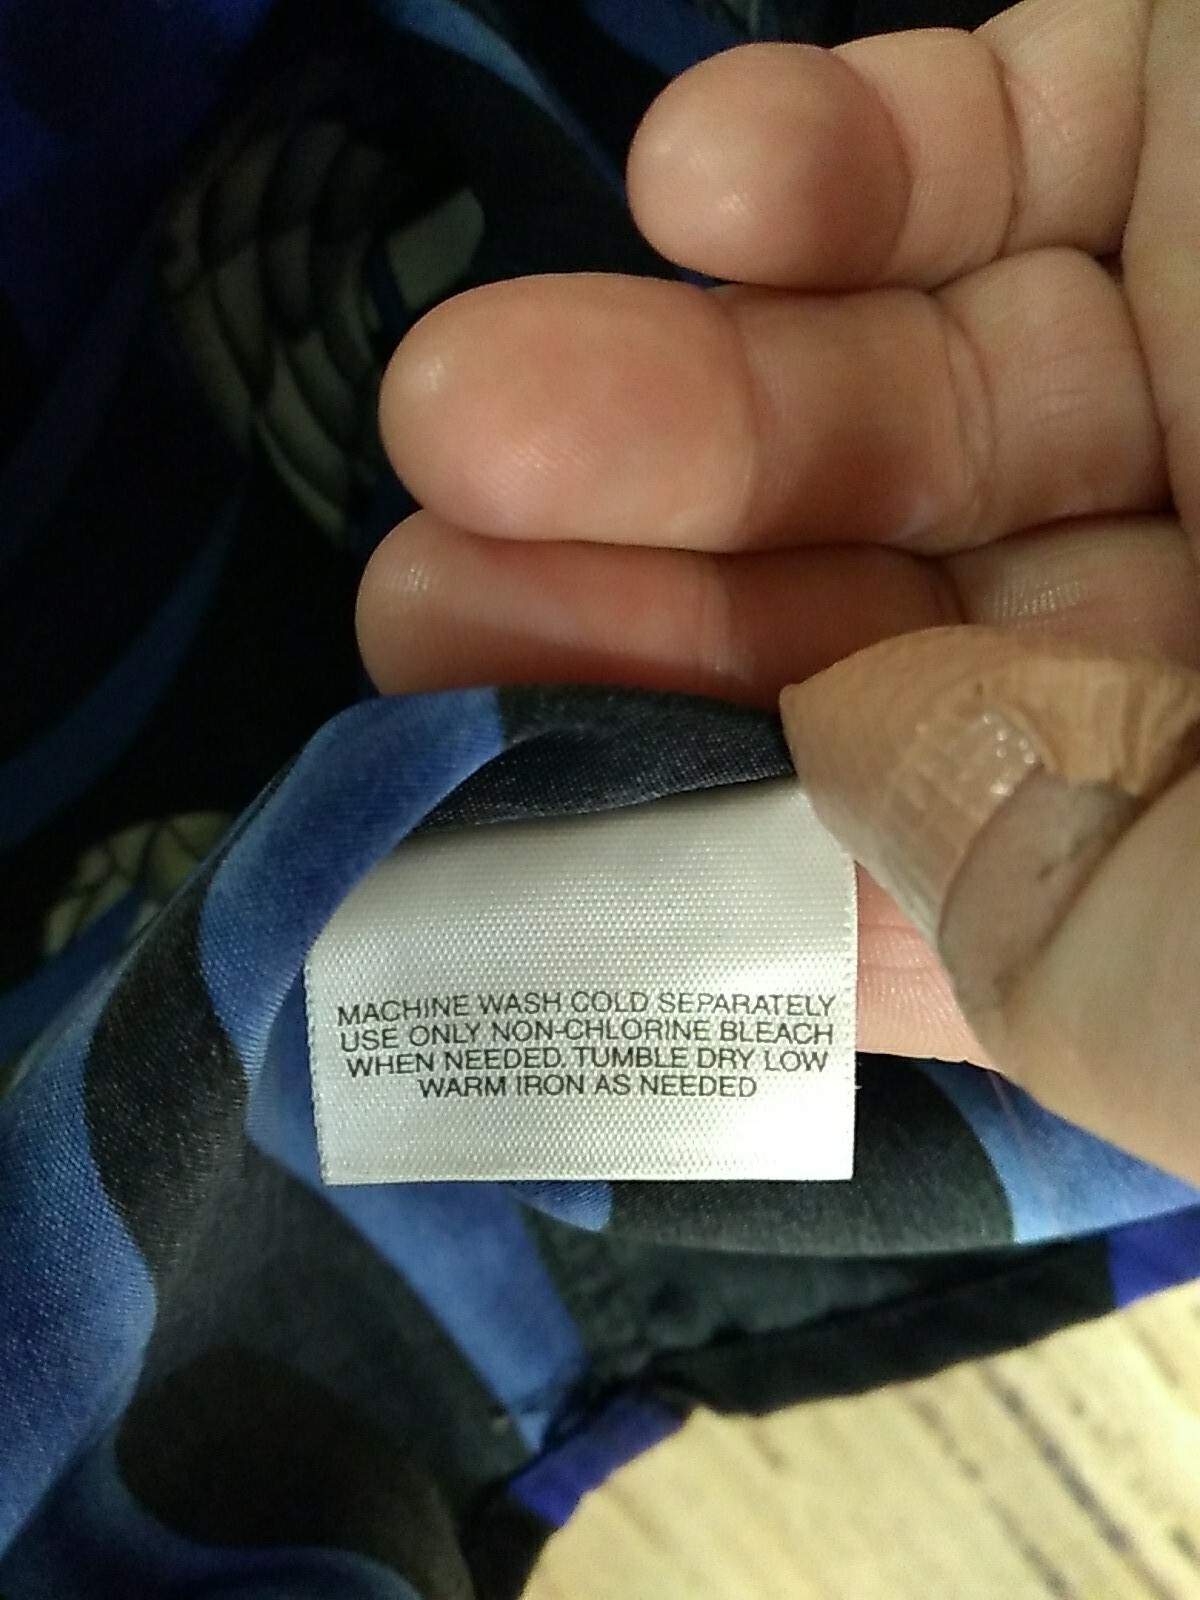 MACHINE WASH COLD SEPARATELY
USE ONLY NON-CHLORINE BLEACH
WHEN NEEDED. TUMBLE DRY LOW
WARM IRON AS NEEDED